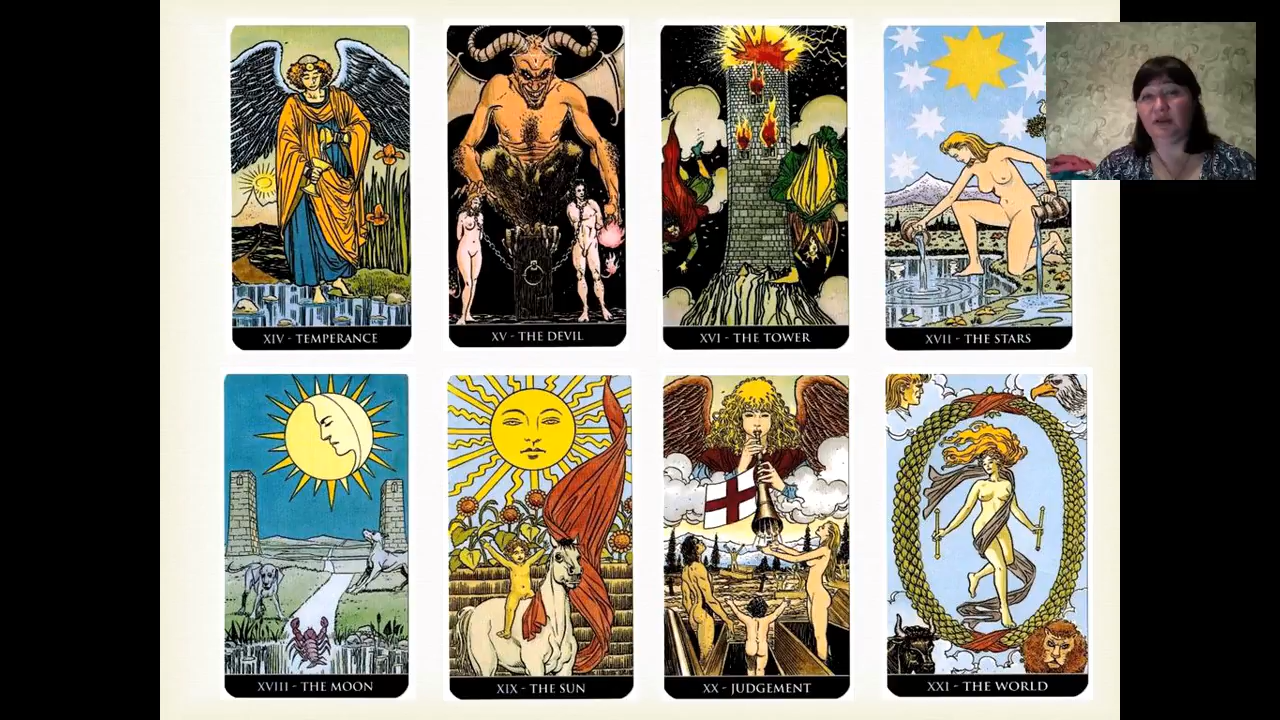 XIV - TEMPERANCE
XV - THE DEVIL
XVI - THE TOWER
XVII - THE STARS
XVIII - THE MOON
XIX - THE SUN
XX - JUDGEMENT
XXI - THE WORLD